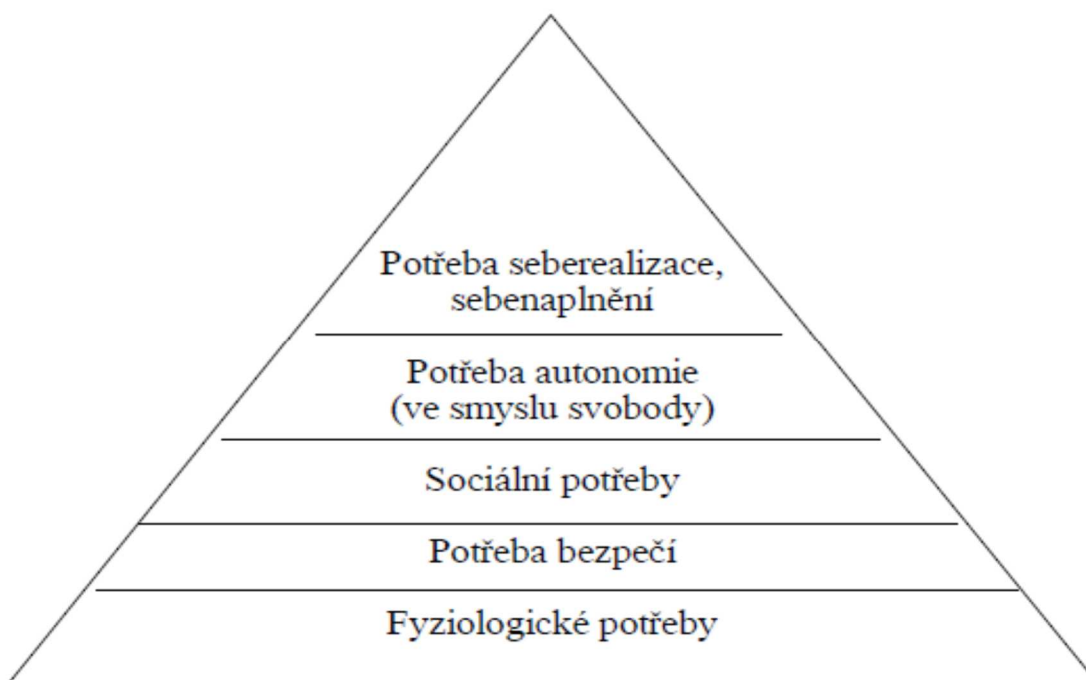 Potřeba seberealizace,
sebenaplnění
Potřeba autonomie
(ve smyslu svobody)
Sociální potřeby
Potřeba bezpečí
Fyziologické potřeby